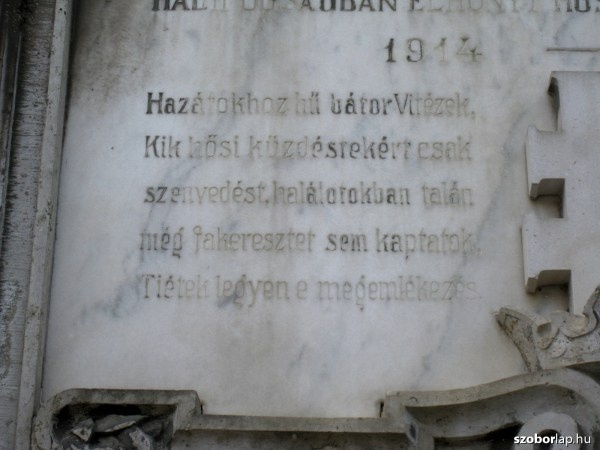 1914
Hazátokhoz hű bátor Vitézek,
Kik hősi küzdéstekért csak
szenvedést, halálotokban talán
még fakeresztet sem kaptatok,
Tiétek legyen e megemlékezés.
szoborlap.hu